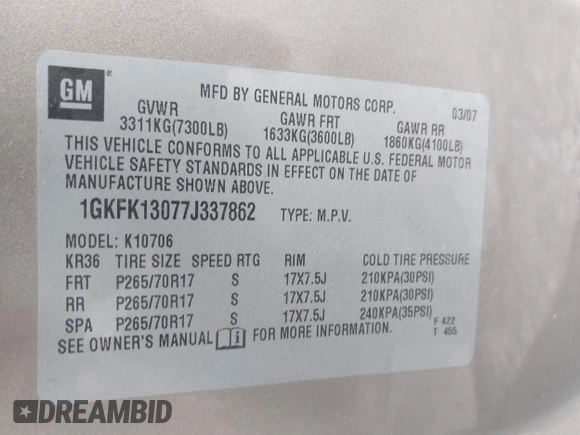 GM ®
MFD BY GENERAL MOTORS CORP. 03/07
GVWR GAWR FRT GAWR RR
3311KG(7300LB) 1633KG(3600LB) 1860KG(4100LB)
THIS VEHICLE CONFORMS TO ALL APPLICABLE U.S. FEDERAL MOTOR
VEHICLE SAFETY STANDARDS IN EFFECT ON THE DATE OF
MANUFACTURE SHOWN ABOVE.
1GKFK13077J337862 TYPE: M.P.V.
MODEL: K10706
KR36 TIRE SIZE SPEED RTG RIM COLD TIRE PRESSURE
FRT P265/70R17 S 17X7.5J 210KPA(30PSI)
RR P265/70R17 S 17X7.5J 210KPA(30PSI)
SPA P265/70R17 S 17X7.5J 240KPA(35PSI)
SEE OWNER'S MANUAL i FOR MORE INFORMATION. F 422
T 455
DREAMBID